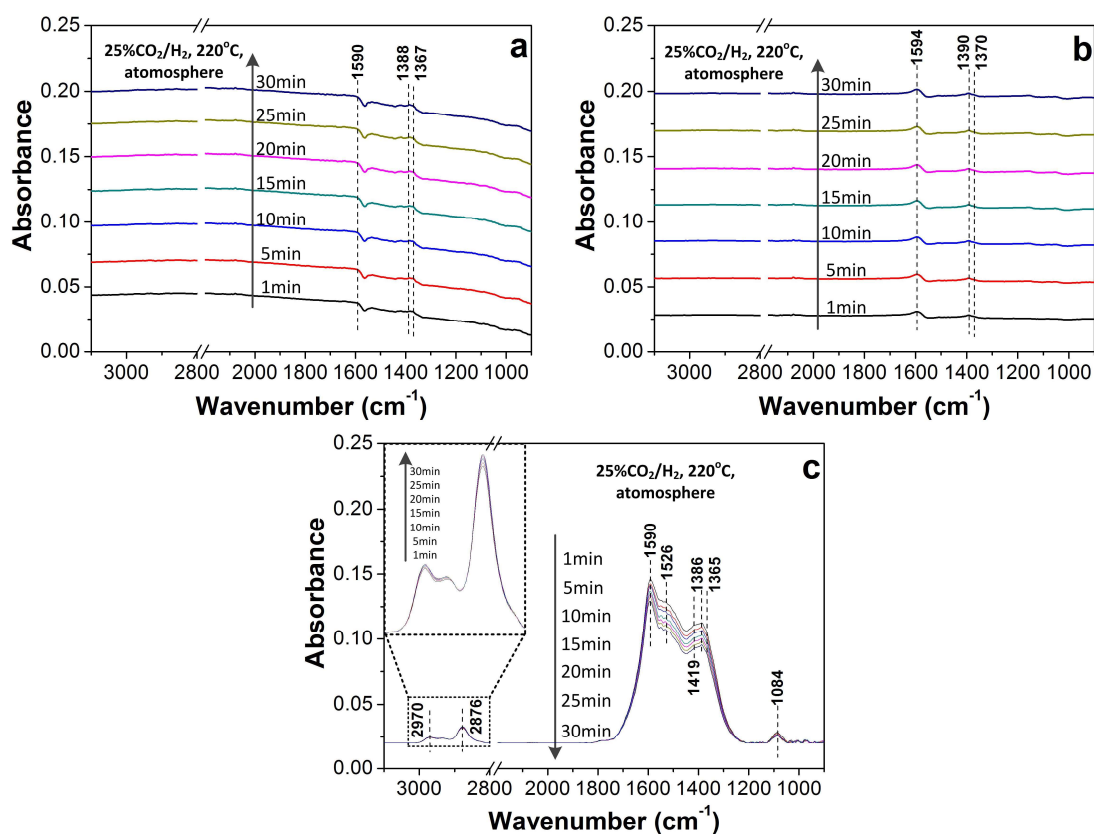 a
25%CO₂/H₂, 220°C,
atomosphere
1590
1388
1367
30min
25min
20min
15min
10min
5min
1min
0.25
0.20
0.15
0.10
0.05
0.00
Absorbance
3000 2800 2000 1800 1600 1400 1200 1000
Wavenumber (cm⁻¹)
b
25%CO₂/H₂, 220°C,
atomosphere
1594
1390
1370
30min
25min
20min
15min
10min
5min
1min
0.25
0.20
0.15
0.10
0.05
0.00
Absorbance
3000 2800 2000 1800 1600 1400 1200 1000
Wavenumber (cm⁻¹)
c
25%CO₂/H₂, 220°C,
atomosphere
30min
25min
20min
15min
10min
5min
1min
1590
1526
1386
1365
1419
1084
2970
2876
1min
5min
10min
15min
20min
25min
30min
0.25
0.20
0.15
0.10
0.05
0.00
Absorbance
3000 2800 2000 1800 1600 1400 1200 1000
Wavenumber (cm⁻¹)